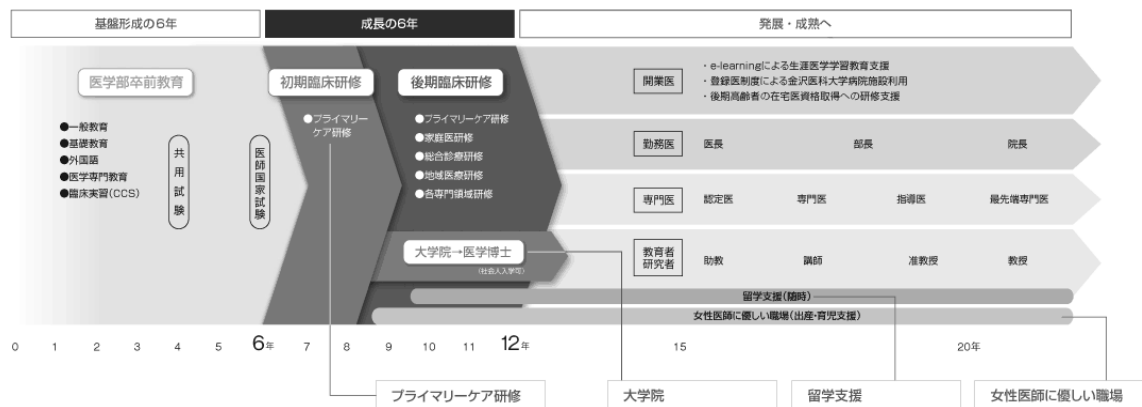 基盤形成の6年
成長の6年
発展・成熟へ
医学部卒前教育
●一般教育
●基礎教育
●外国語
●医学専門教育
●臨床実習(CCS)
共用試験
医師国家試験
初期臨床研修
●プライマリー
ケア研修
後期臨床研修
●プライマリーケア研修
●家庭医研修
●総合診療研修
●地域医療研修
●各専門領域研修
大学院→医学博士
(社会人入学可)
開業医
・e-learningによる生涯医学学習教育支援
・登録医制度による金沢医科大学病院施設利用
・後期高齢者の在宅医資格取得への研修支援
勤務医
医長 部長 院長
専門医
認定医 専門医 指導医 最先端専門医
教育者
研究者
助教 講師 准教授 教授
留学支援(随時)
女性医師に優しい職場(出産・育児支援)
0 1 2 3 4 5 6年 7 8 9 10 11 12年 15 20年
プライマリーケア研修
大学院
留学支援
女性医師に優しい職場